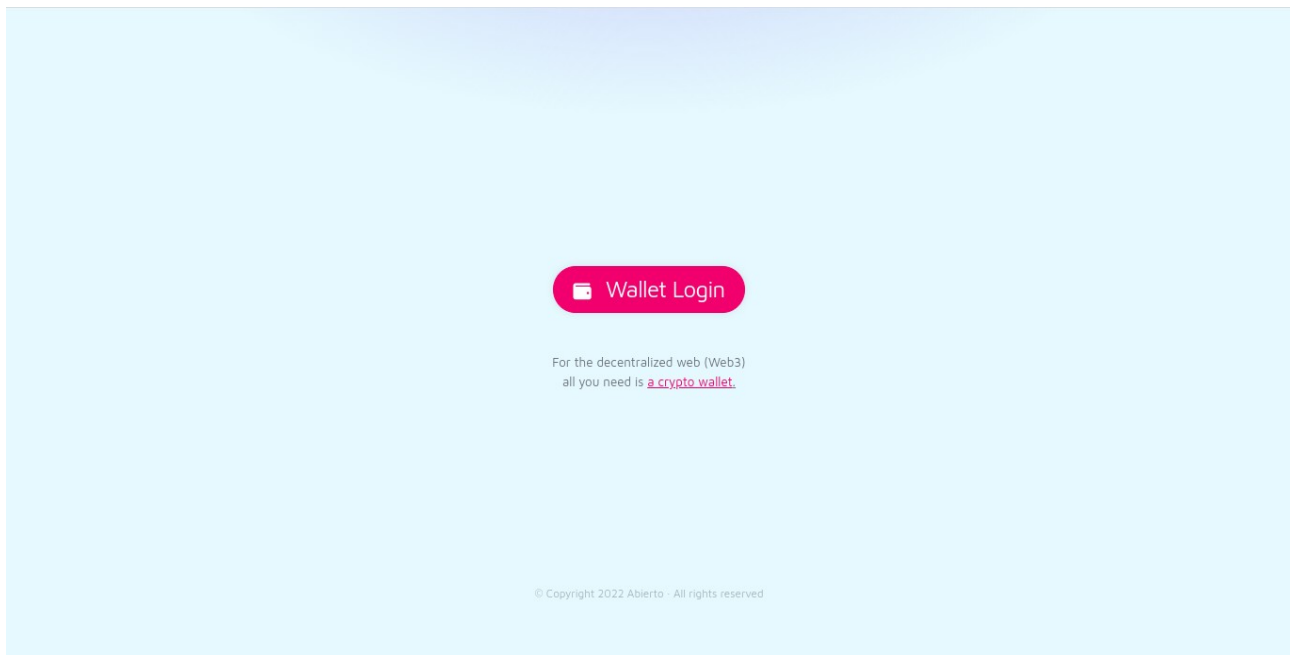 Wallet Login
For the decentralized web (Web3)
all you need is a crypto wallet.
© Copyright 2022 Abierto · All rights reserved